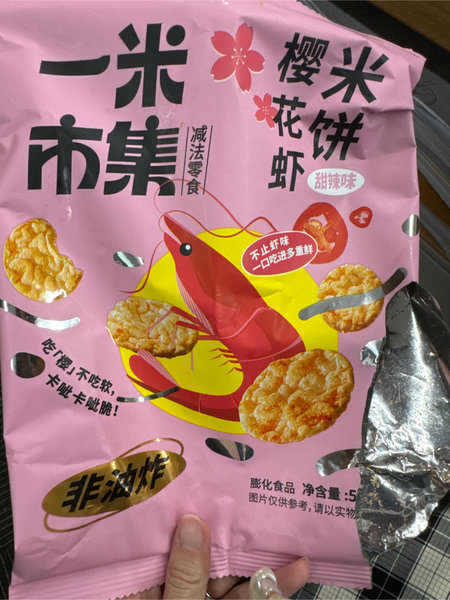 一米
市集
减法零食
樱花虾
米饼
甜辣味
不止虾味
一口吃进多重鲜
吃「樱」不吃软，
卡呲卡呲脆！
非油炸
膨化食品 净含量:5
图片仅供参考，请以实物